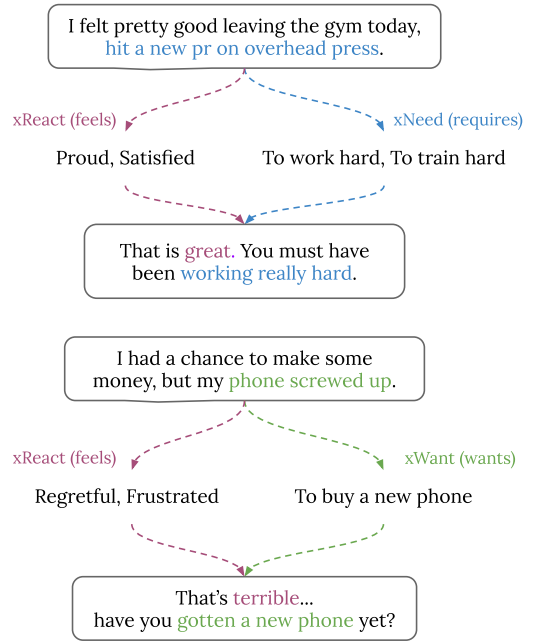 I felt pretty good leaving the gym today,
hit a new pr on overhead press.
xReact (feels)
xNeed (requires)
Proud, Satisfied
To work hard, To train hard
That is great. You must have
been working really hard.
I had a chance to make some
money, but my phone screwed up.
xReact (feels)
xWant (wants)
Regretful, Frustrated
To buy a new phone
That's terrible...
have you gotten a new phone yet?